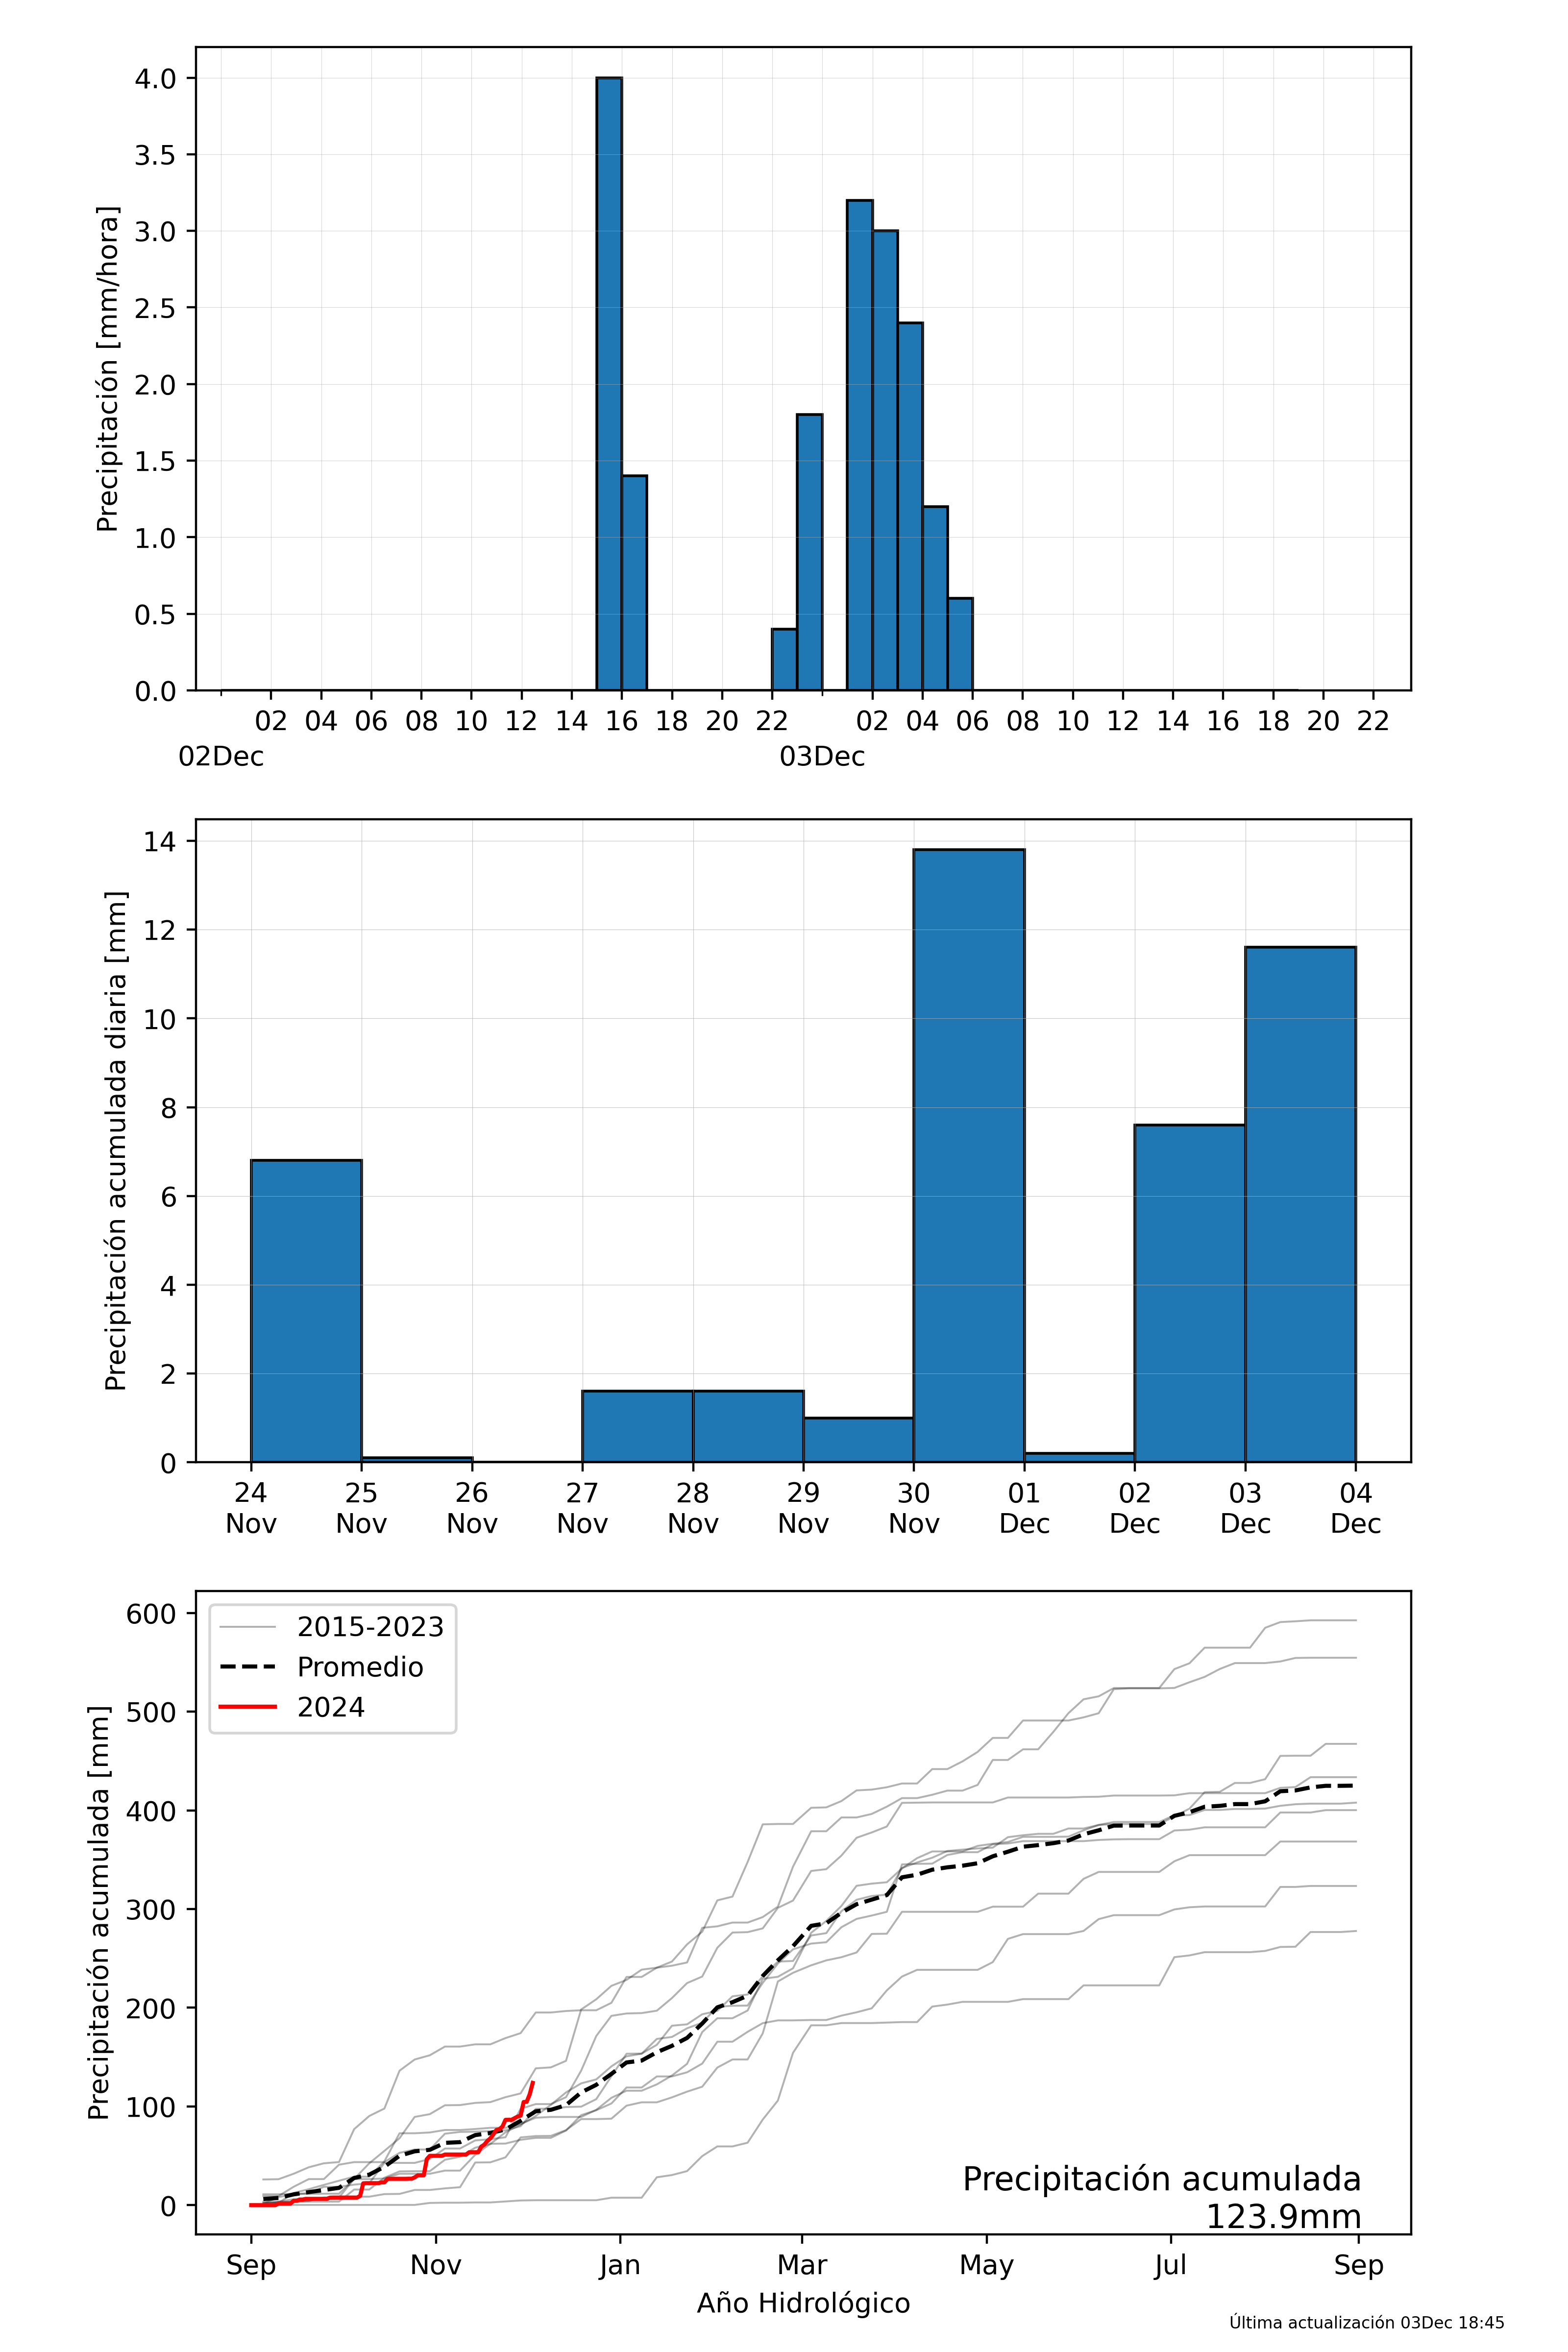 4.0
3.5
3.0
2.5
2.0
1.5
1.0
0.5
0.0
Precipitación [mm/hora]
02 04 06 08 10 12 14 16 18 20 22 02 04 06 08 10 12 14 16 18 20 22
02Dec 03Dec
14
12
10
8
6
4
2
0
Precipitación acumulada diaria [mm]
24 25 26 27 28 29 30 01 02 03 04
Nov Nov Nov Nov Nov Nov Nov Dec Dec Dec Dec
600
500
400
300
200
100
0
Precipitación acumulada [mm]
2015-2023
Promedio
2024
Precipitación acumulada
123.9mm
Sep Nov Jan Mar May Jul Sep
Año Hidrológico
Última actualización 03Dec 18:45